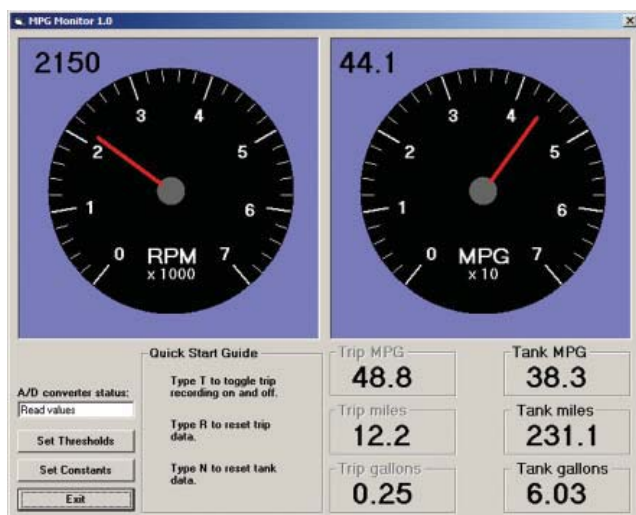 MPG Monitor 1.0
2150
0
1
2
3
4
5
6
7
RPM
x 1000
44.1
0
1
2
3
4
5
6
7
MPG
x 10
A/D converter status:
Read values
Set Thresholds
Set Constants
Exit
Quick Start Guide
Type T to toggle trip
recording on and off.
Type R to reset trip
data.
Type N to reset tank
data.
Trip MPG
48.8
Trip miles
12.2
Trip gallons
0.25
Tank MPG
38.3
Tank miles
231.1
Tank gallons
6.03